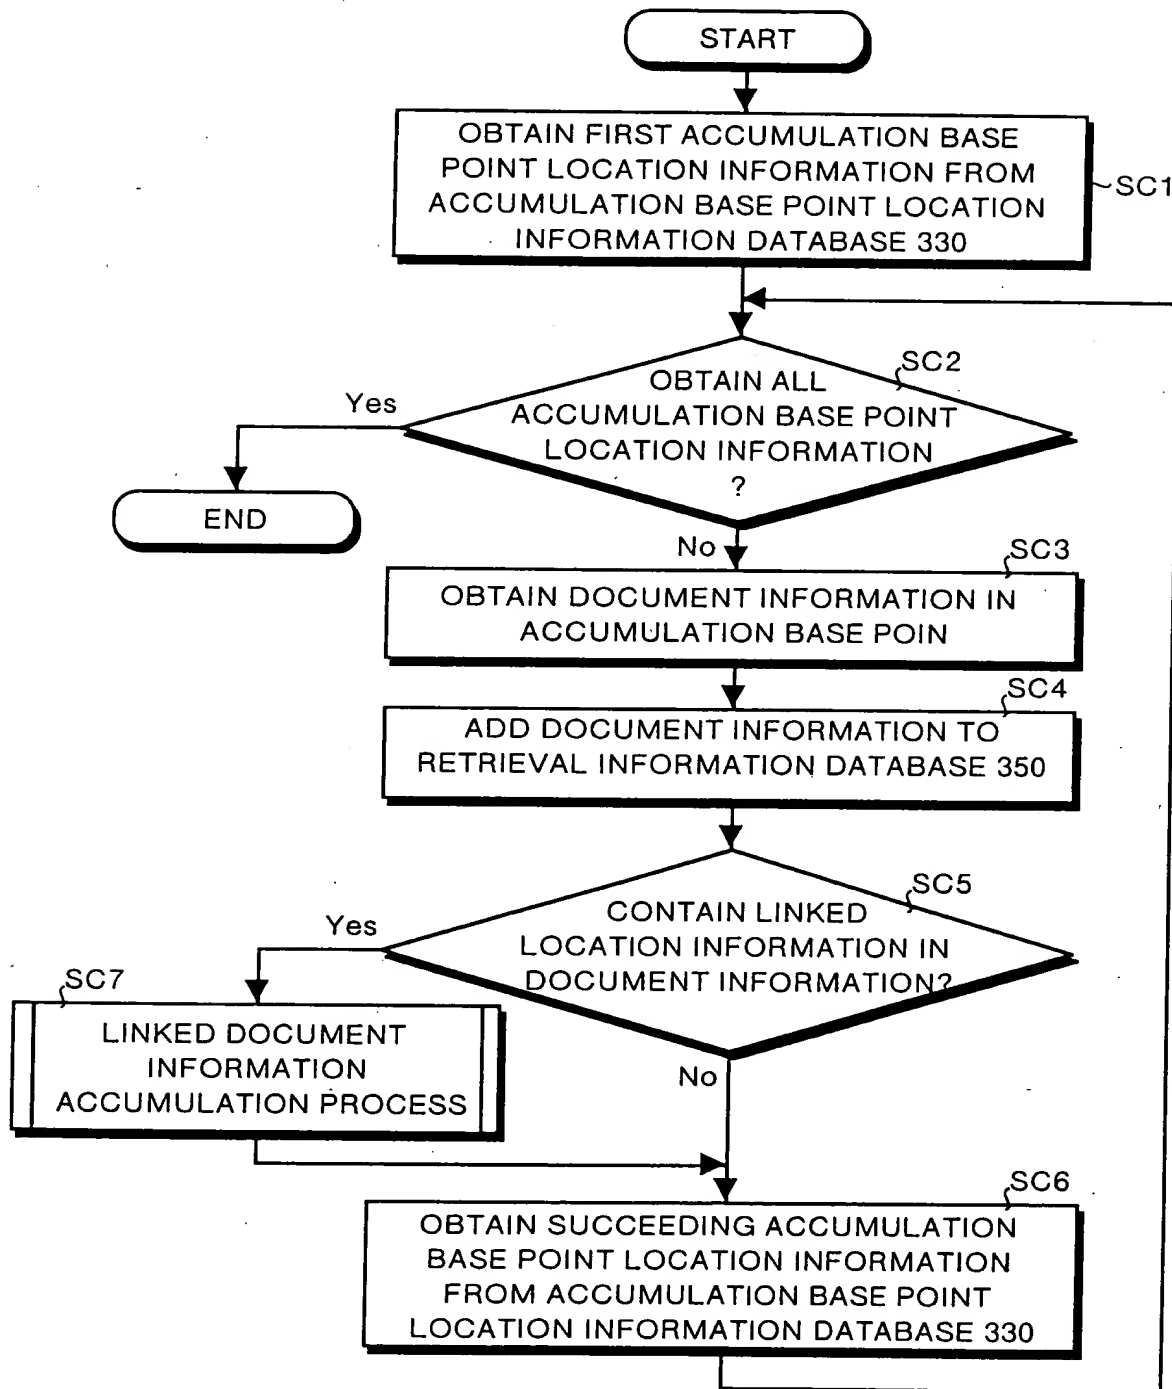 START
OBTAIN FIRST ACCUMULATION BASE
POINT LOCATION INFORMATION FROM
ACCUMULATION BASE POINT LOCATION
INFORMATION DATABASE 330
SC1
SC2
OBTAIN ALL
ACCUMULATION BASE POINT
LOCATION INFORMATION
?
Yes
END
No
SC3
OBTAIN DOCUMENT INFORMATION IN
ACCUMULATION BASE POIN
SC4
ADD DOCUMENT INFORMATION TO
RETRIEVAL INFORMATION DATABASE 350
SC5
CONTAIN LINKED
LOCATION INFORMATION IN
DOCUMENT INFORMATION?
Yes
SC7
LINKED DOCUMENT
INFORMATION
ACCUMULATION PROCESS
No
SC6
OBTAIN SUCCEEDING ACCUMULATION
BASE POINT LOCATION INFORMATION
FROM ACCUMULATION BASE POINT
LOCATION INFORMATION DATABASE 330